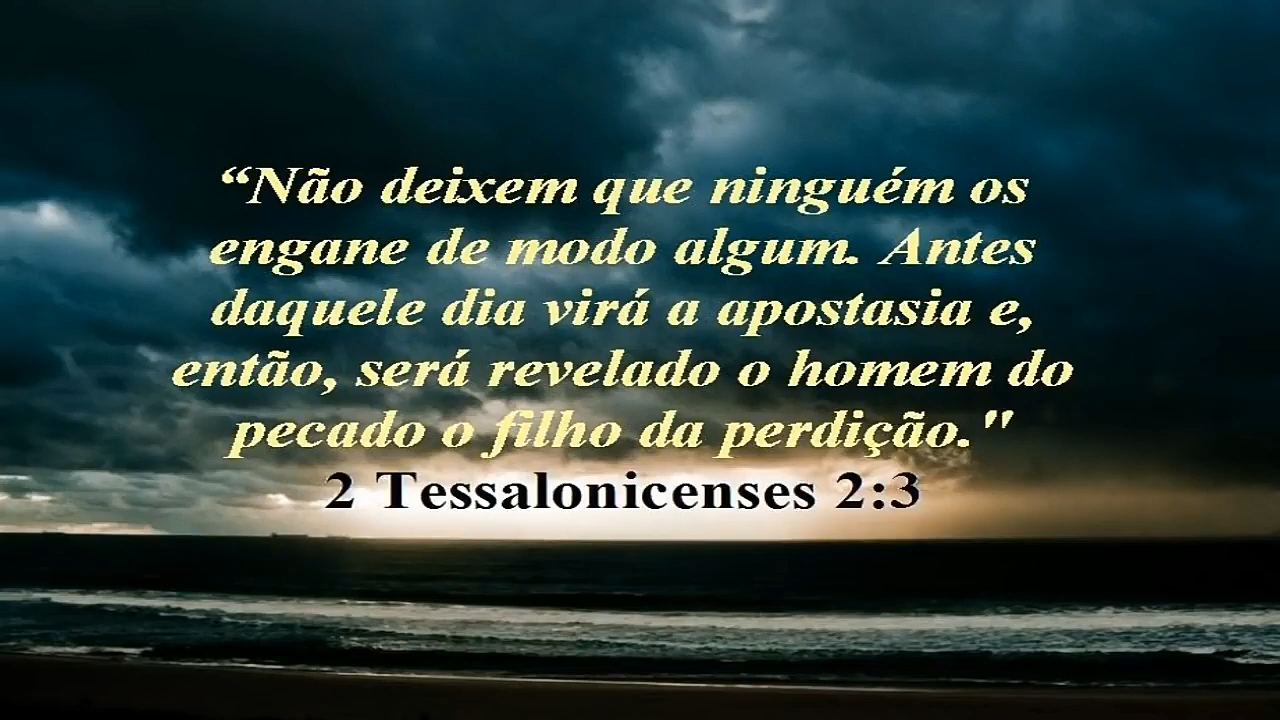 “Não deixem que ninguém os
engane de modo algum. Antes
daquele dia virá a apostasia e,
então, será revelado o homem do
pecado o filho da perdição."
2 Tessalonicenses 2:3